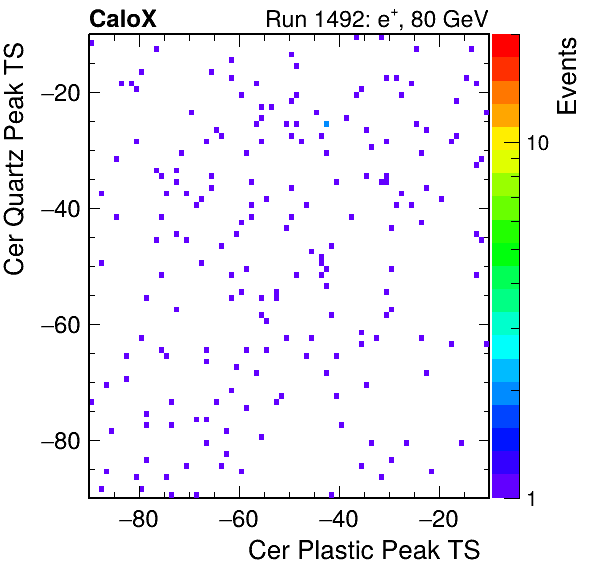 CaloX Run 1492: e⁺, 80 GeV
Cer Quartz Peak TS
Events
−20
−40
−60
−80
10
1
−80 −60 −40 −20
Cer Plastic Peak TS